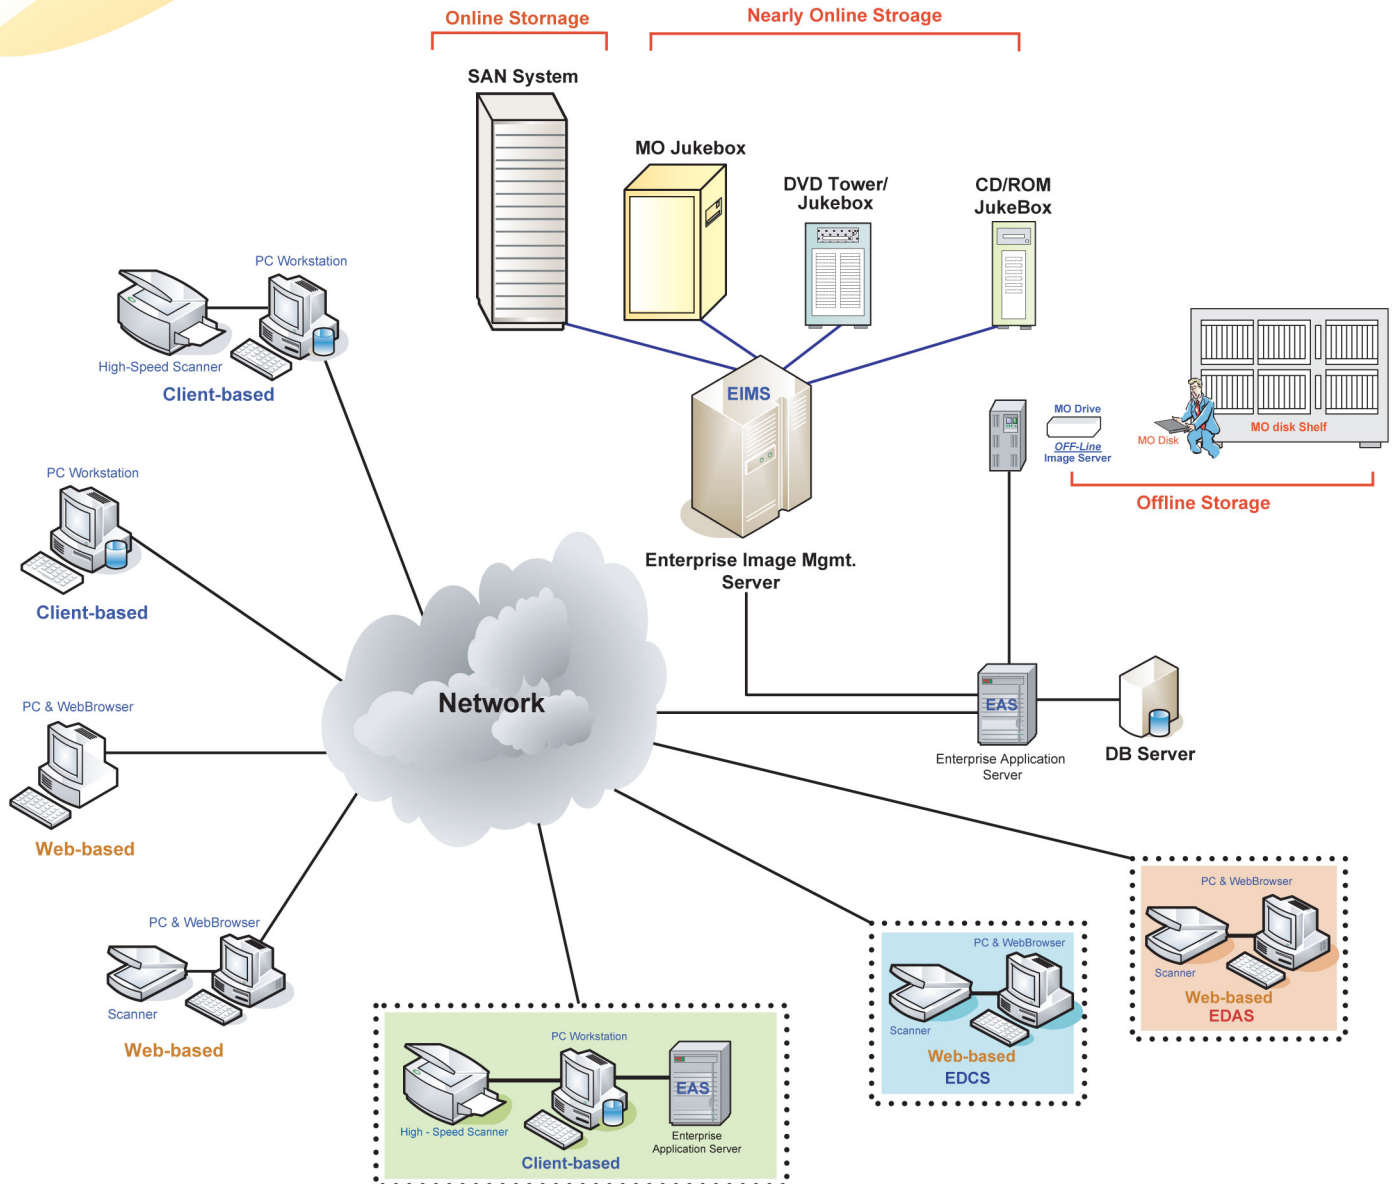 Online Stornage
Nearly Online Stroage
SAN System
MO Jukebox
DVD Tower/
Jukebox
CD/ROM
JukeBox
PC Workstation
High-Speed Scanner
Client-based
EIMS
MO Drive
OFF-Line
Image Server
MO Disk
MO disk Shelf
Offline Storage
PC Workstation
Client-based
Enterprise Image Mgmt.
Server
Network
PC & WebBrowser
Web-based
EAS
Enterprise Application
Server
DB Server
PC & WebBrowser
Scanner
Web-based
PC Workstation
High - Speed Scanner
EAS
Enterprise
Application Server
Client-based
PC & WebBrowser
Scanner
Web-based
EDCS
PC & WebBrowser
Scanner
Web-based
EDAS